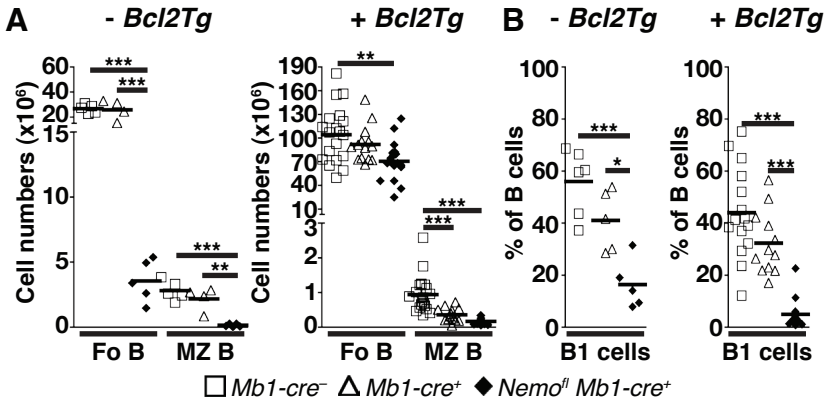 A
- Bcl2Tg
+ Bcl2Tg
B
- Bcl2Tg
+ Bcl2Tg
Cell numbers (x10⁶)
60
40
20
15
10
5
0
***
***
***
**
Fo B
MZ B
Cell numbers (x10⁶)
190
160
130
100
70
40
10
3
2
1
0
**
***
***
Fo B
MZ B
% of B cells
100
80
60
40
20
0
***
*
B1 cells
% of B cells
100
80
60
40
20
0
***
***
B1 cells
Mb1-cre⁻ Mb1-cre⁺ Nemoᶠˡ Mb1-cre⁺